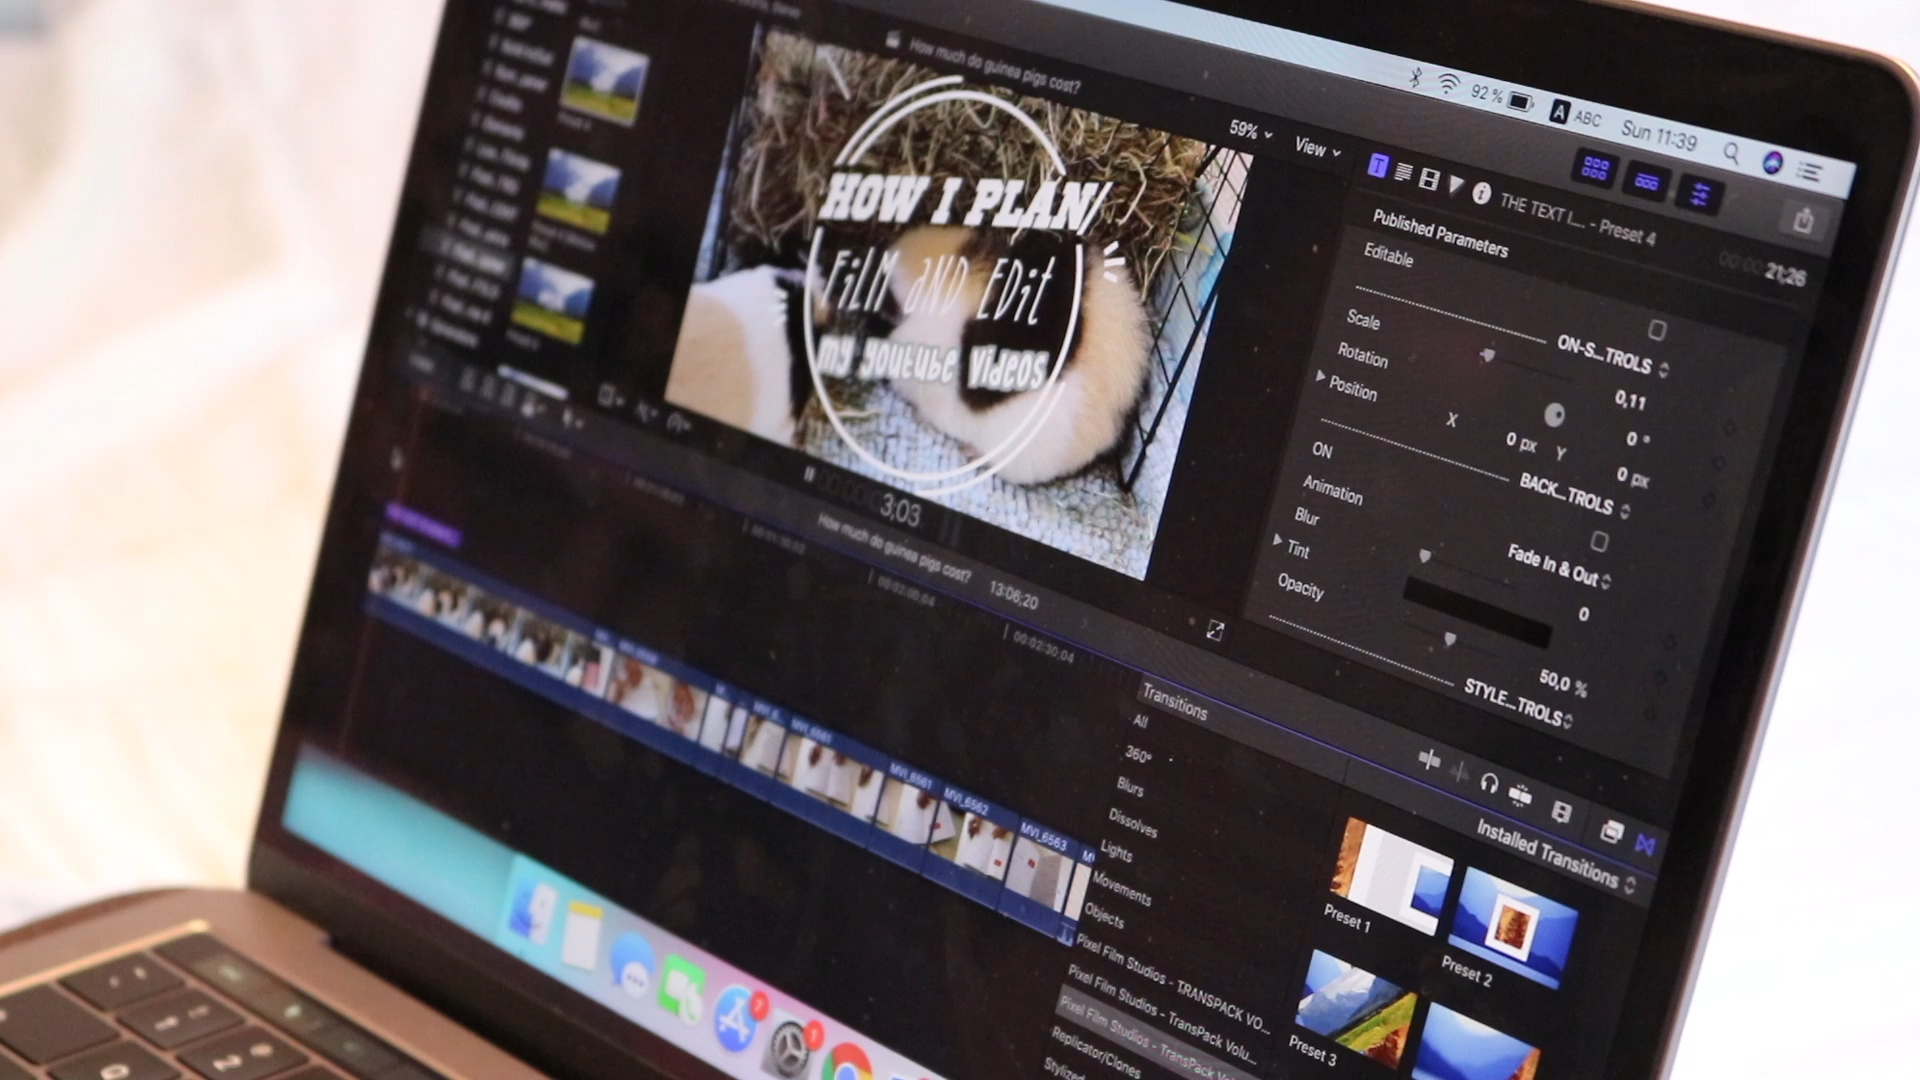 How much do guinea pigs cost?
92 %
A ABC
Sun 11:39
59%
View
HOW I PLAN/
FiLM aND EDit
my youtube Videos
T
THE TEXT I... - Preset 4
21;26
Published Parameters
Editable
ON-S...TROLS
Scale
0,11
Rotation
0 °
Position
X
0 px
Y
0 px
BACK...TROLS
ON
Animation
Fade In & Out
Blur
0
Tint
Opacity
50,0 %
STYLE...TROLS
3;03
How much do guinea pigs cost?
13:06;20
00:02:00;04
00:02:30;04
MVI_6561
MVI_6561
MVI_6562
MVI_6563
Transitions
Installed Transitions
All
360°
Blurs
Dissolves
Lights
Movements
Objects
Pixel Film Studios - TRANSPACK VO...
Pixel Film Studios - TransPack Volu...
Pixel Film Studios - TransPack Vol
Replicator/Clones
Stylized
Preset 1
Preset 2
Preset 3
7
1